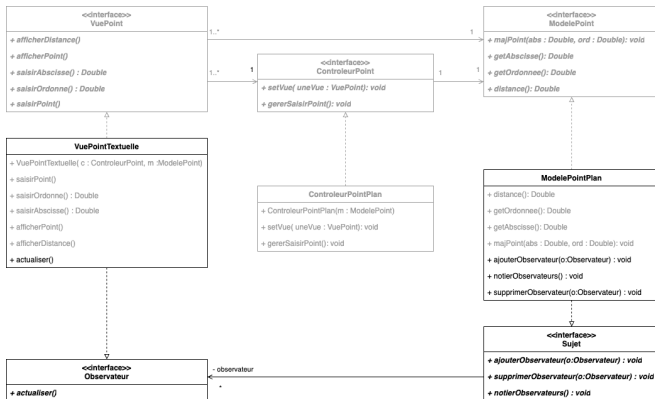 <<interface>>
VuePoint
+ afficherDistance()
+ afficherPoint()
+ saisirAbscisse() : Double
+ saisirOrdonne() : Double
+ saisirPoint()
1..*
1
1..*
1
<<interface>>
ControleurPoint
+ setVue( uneVue : VuePoint): void
+ gererSaisirPoint(): void
1
1
<<interface>>
ModelePoint
+ majPoint(abs : Double, ord : Double): void
+ getAbscisse(): Double
+ getOrdonnee(): Double
+ distance(): Double
VuePointTextuelle
+ VuePointTextuelle( c : ControleurPoint, m :ModelePoint)
+ saisirPoint()
+ saisirOrdonne() : Double
+ saisirAbscisse() : Double
+ afficherPoint()
+ afficherDistance()
+ actualiser()
ControleurPointPlan
+ ControleurPointPlan(m : ModelePoint)
+ setVue( uneVue : VuePoint): void
+ gererSaisirPoint(): void
ModelePointPlan
+ distance(): Double
+ getOrdonnee(): Double
+ getAbscisse(): Double
+ majPoint(abs : Double, ord : Double): void
+ ajouterObservateur(o:Observateur) : void
+ notierObservateurs() : void
+ supprimerObservateur(o:Observateur) : void
<<interface>>
Observateur
+ actualiser()
- observateur
*
<<interface>>
Sujet
+ ajouterObservateur(o:Observateur) : void
+ supprimerObservateur(o:Observateur) : void
+ notierObservateurs() : void